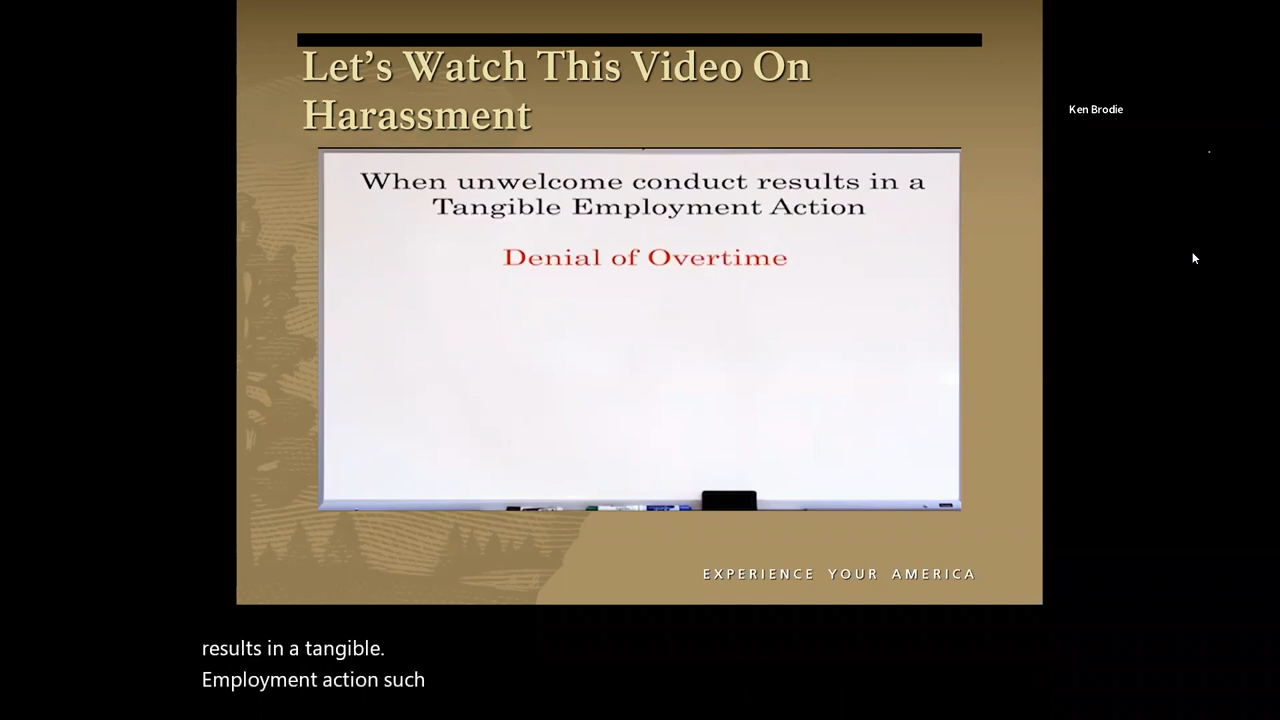 Let's Watch This Video On
Harassment
Ken Brodie
When unwelcome conduct results in a
Tangible Employment Action
Denial of Overtime
EXPERIENCE YOUR AMERICA
results in a tangible.
Employment action such